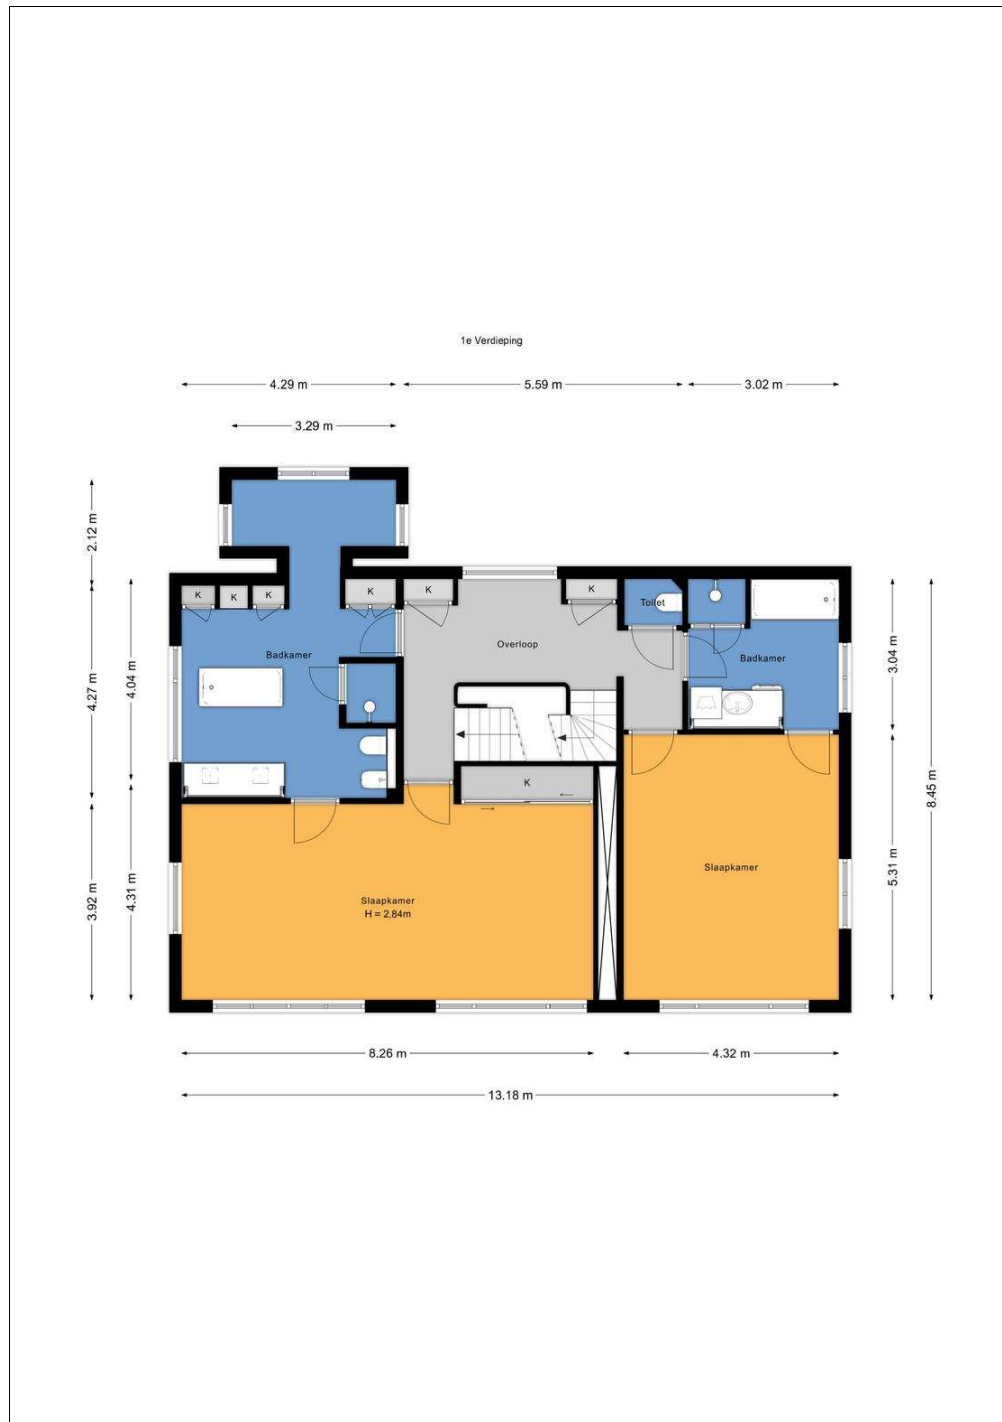 1e Verdieping
4.29 m
5.59 m
3.02 m
3.29 m
2.12 m
K
K
K
K
K
K
Toilet
Overloop
Badkamer
Badkamer
4.04 m
4.27 m
3.04 m
K
8.45 m
Slaapkamer
Slaapkamer
H = 2,84m
3.92 m
4.31 m
5.31 m
8.26 m
4.32 m
13.18 m